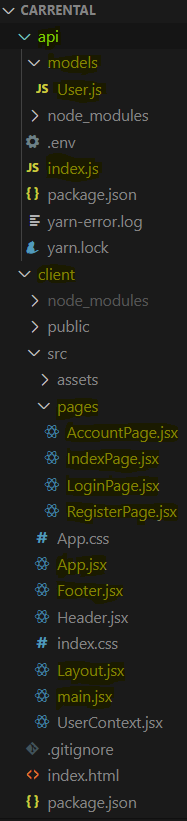 CARRENTAL
api
models
JS User.js
node_modules
.env
JS index.js
{} package.json
yarn-error.log
yarn.lock
client
node_modules
public
src
assets
pages
AccountPage.jsx
IndexPage.jsx
LoginPage.jsx
RegisterPage.jsx
# App.css
App.jsx
Footer.jsx
Header.jsx
# index.css
Layout.jsx
main.jsx
UserContext.jsx
.gitignore
<> index.html
{} package.json